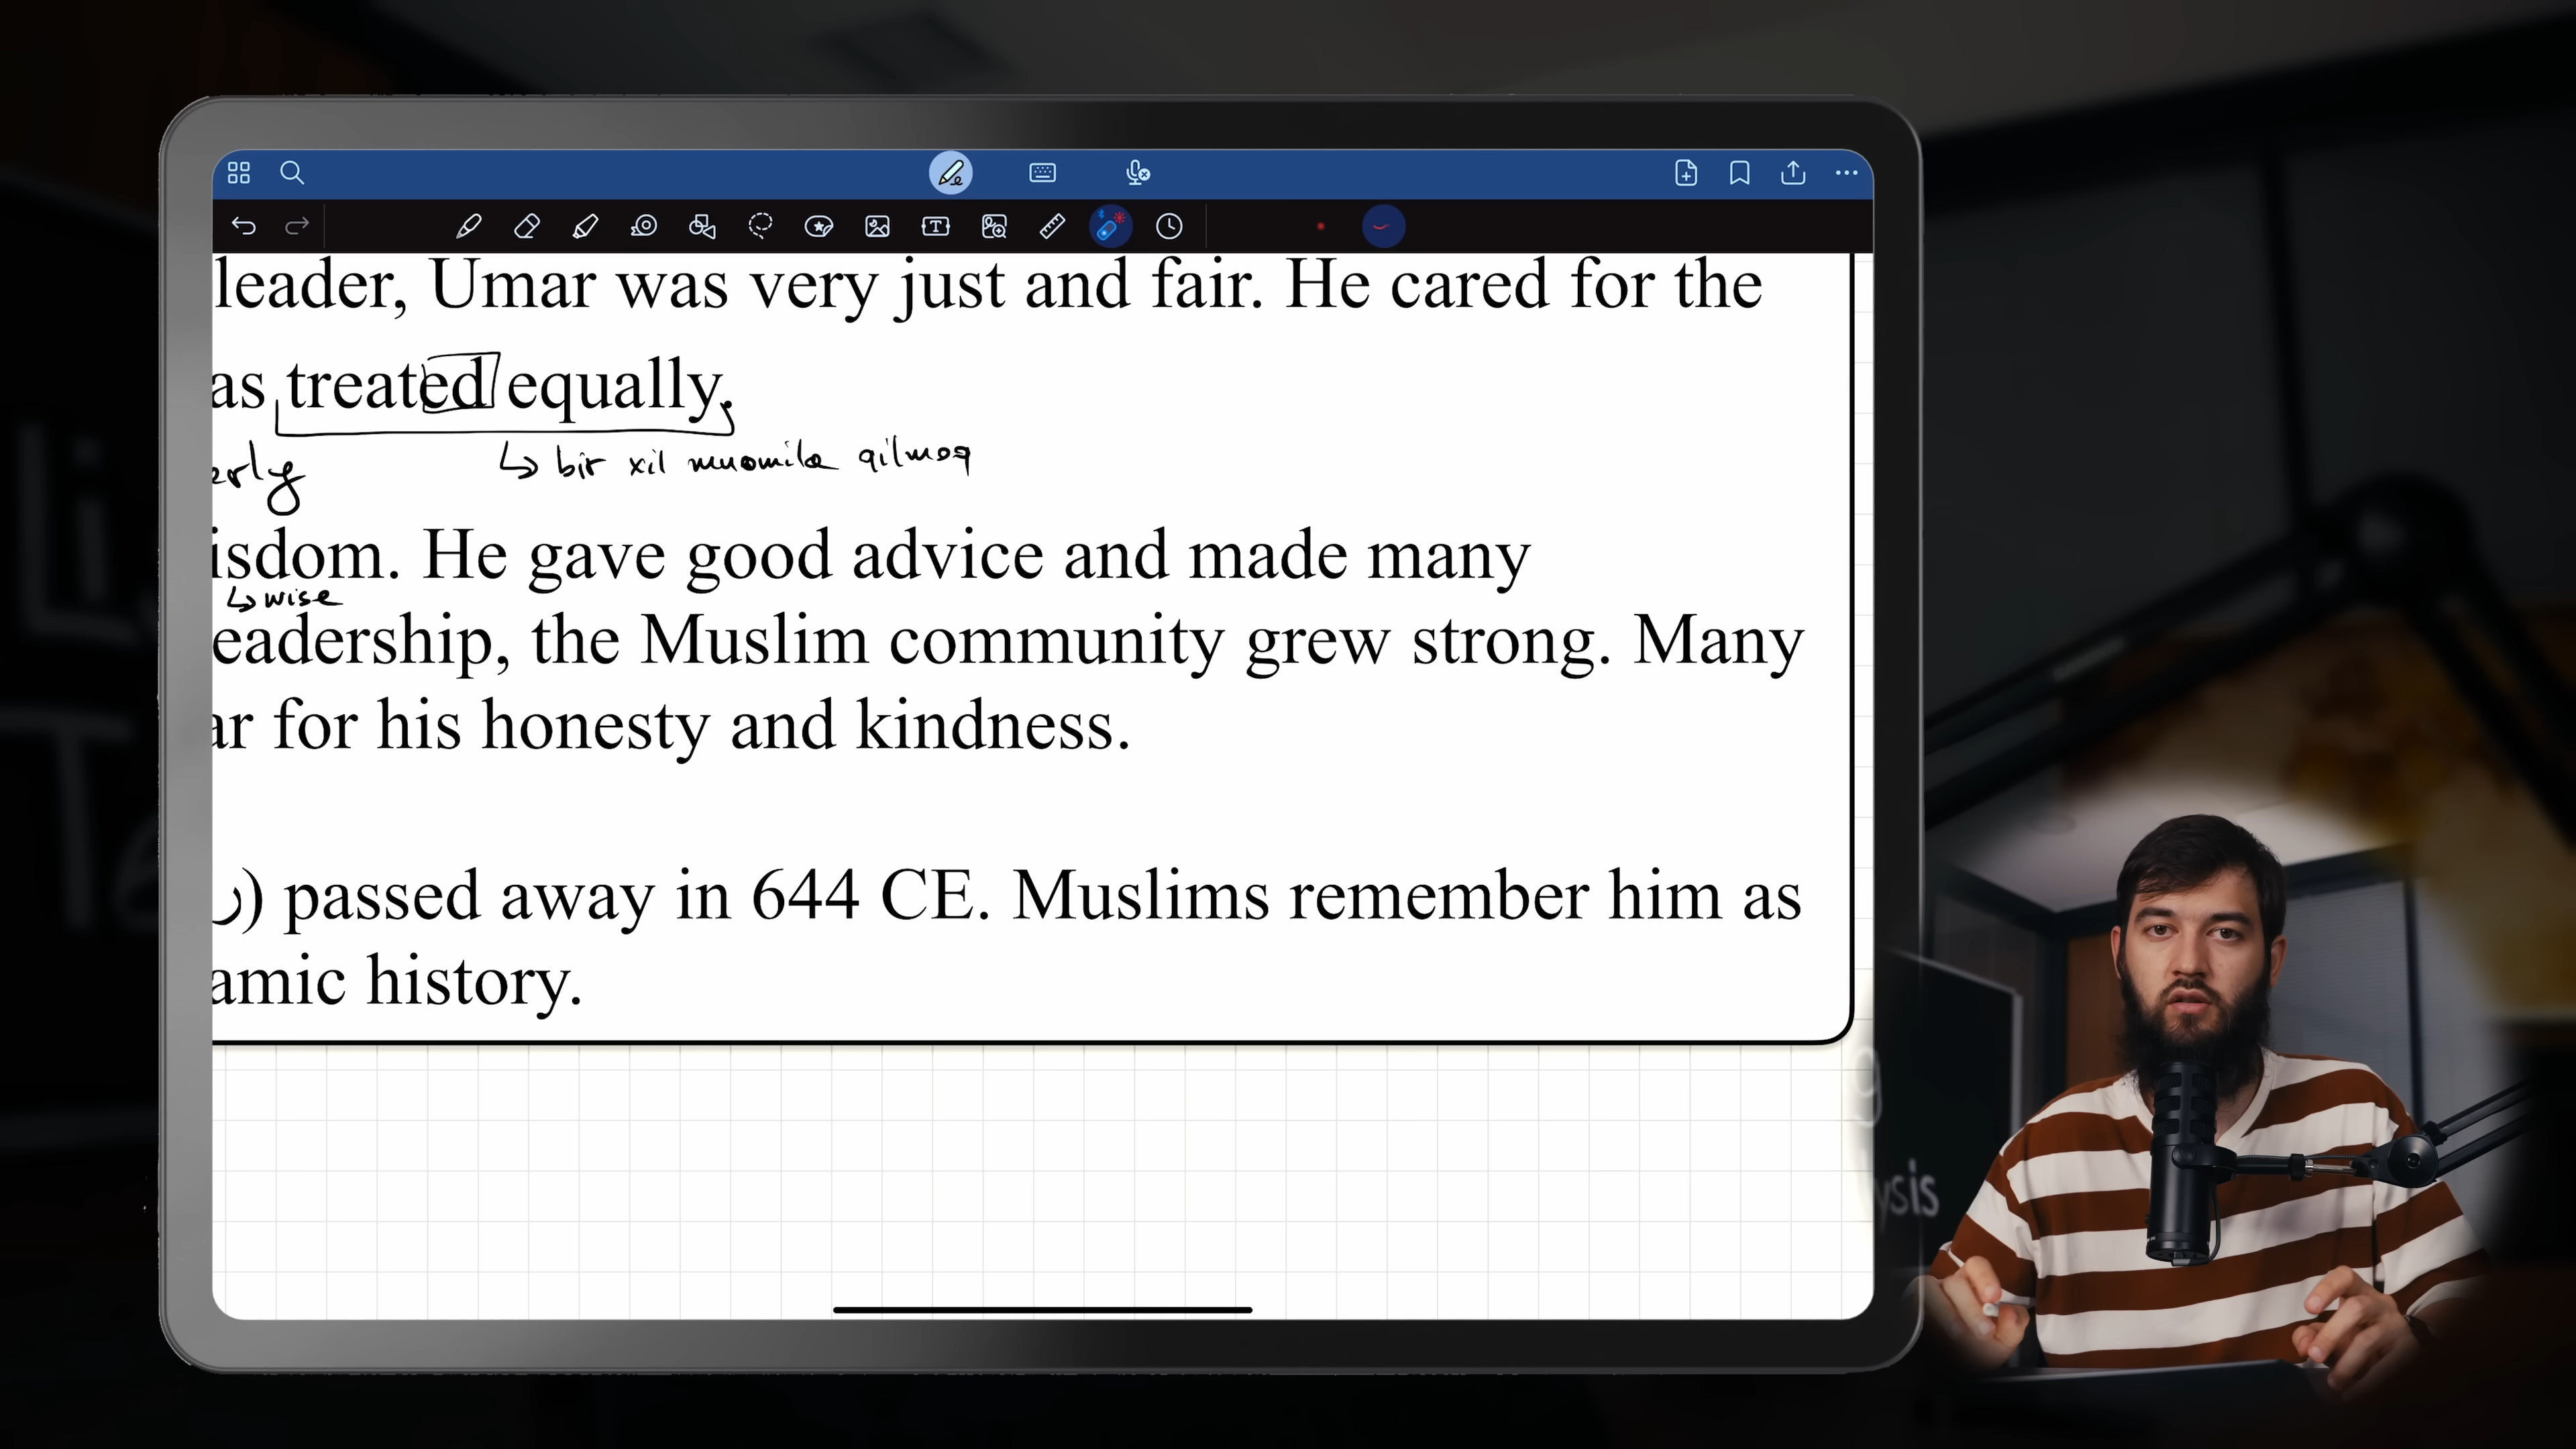 leader, Umar was very just and fair. He cared for the
as treated equally.
erly
↳ bir xil muomila qilmoq
isdom. He gave good advice and made many
↳ wise
eadership, the Muslim community grew strong. Many
ar for his honesty and kindness.
) passed away in 644 CE. Muslims remember him as
amic history.
ysis